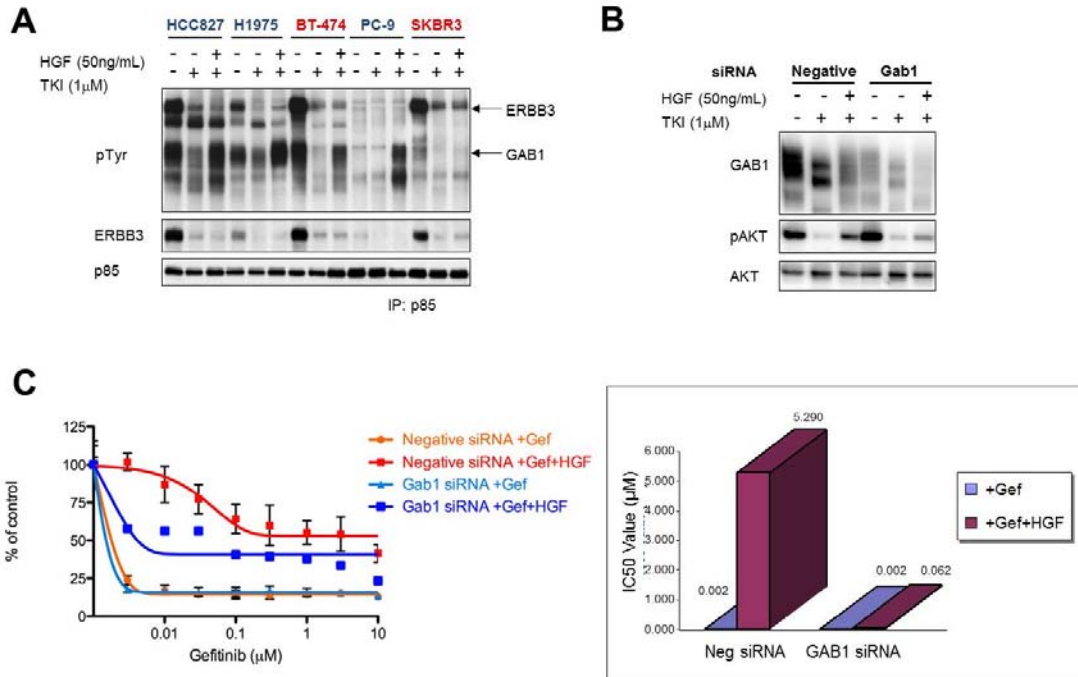 A
HCC827 H1975 BT-474 PC-9 SKBR3
HGF (50ng/mL) - - + - - + - - + - - + - - +
TKI (1μM) - + + - + + - + + - + + - + +
pTyr
ERBB3
GAB1
ERBB3
p85
IP: p85
B
siRNA Negative Gab1
HGF (50ng/mL) - - + - - +
TKI (1μM) - + + - + +
GAB1
pAKT
AKT
C
% of control
125
100
75
50
25
0
0.01 0.1 1 10
Gefitinib (μM)
Negative siRNA +Gef
Negative siRNA +Gef+HGF
Gab1 siRNA +Gef
Gab1 siRNA +Gef+HGF
IC50 Value (μM)
6.000
5.000
4.000
3.000
2.000
1.000
0.000
0.002
5.290
0.002
0.062
Neg siRNA GAB1 siRNA
+Gef
+Gef+HGF